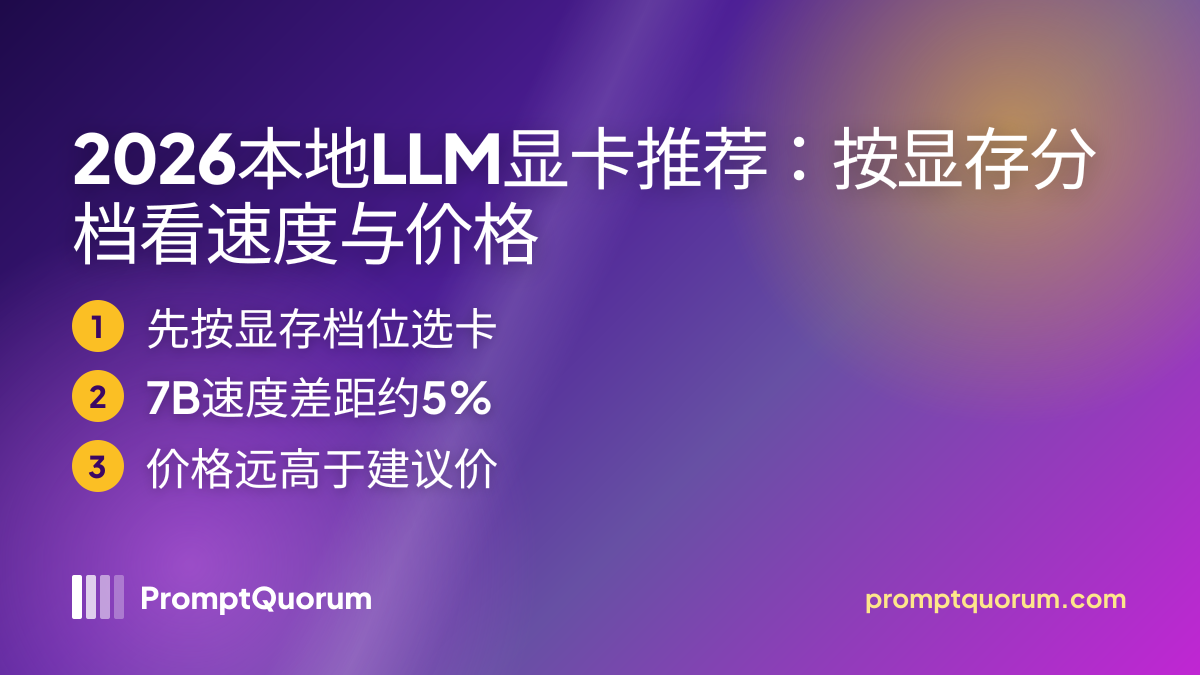 2026本地LLM显卡推荐：按显存分
档看速度与价格
1 先按显存档位选卡
2 7B速度差距约5%
3 价格远高于建议价
PromptQuorum
promptquorum.com